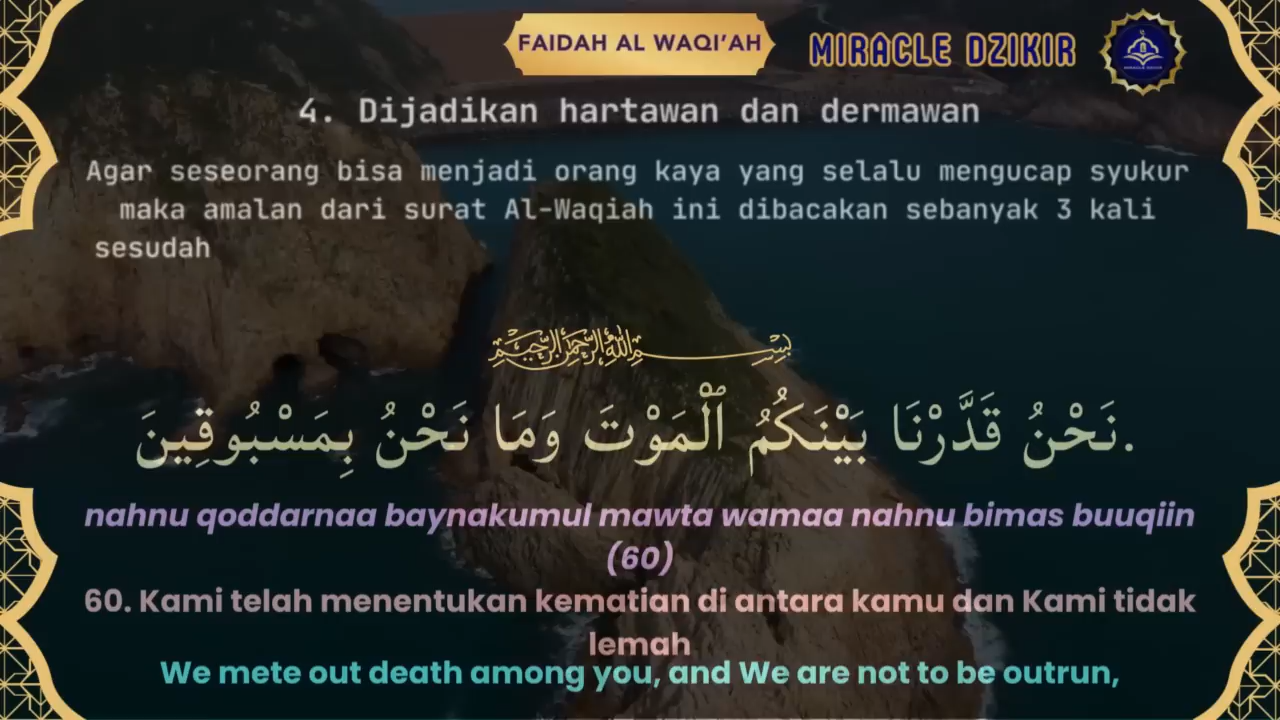 FAIDAH AL WAQI’AH
MIRACLE DZIKIR
4. Dijadikan hartawan dan dermawan
Agar seseorang bisa menjadi orang kaya yang selalu mengucap syukur
maka amalan dari surat Al-Waqiah ini dibacakan sebanyak 3 kali
sesudah
بِسْمِ اللهِ الرَّحْمٰنِ الرَّحِيْمِ
نَحْنُ قَدَّرْنَا بَيْنَكُمُ ٱلْمَوْتَ وَمَا نَحْنُ بِمَسْبُوقِينَ.
nahnu qoddarnaa baynakumul mawta wamaa nahnu bimas buuqiin
(60)
60. Kami telah menentukan kematian di antara kamu dan Kami tidak
lemah
We mete out death among you, and We are not to be outrun,